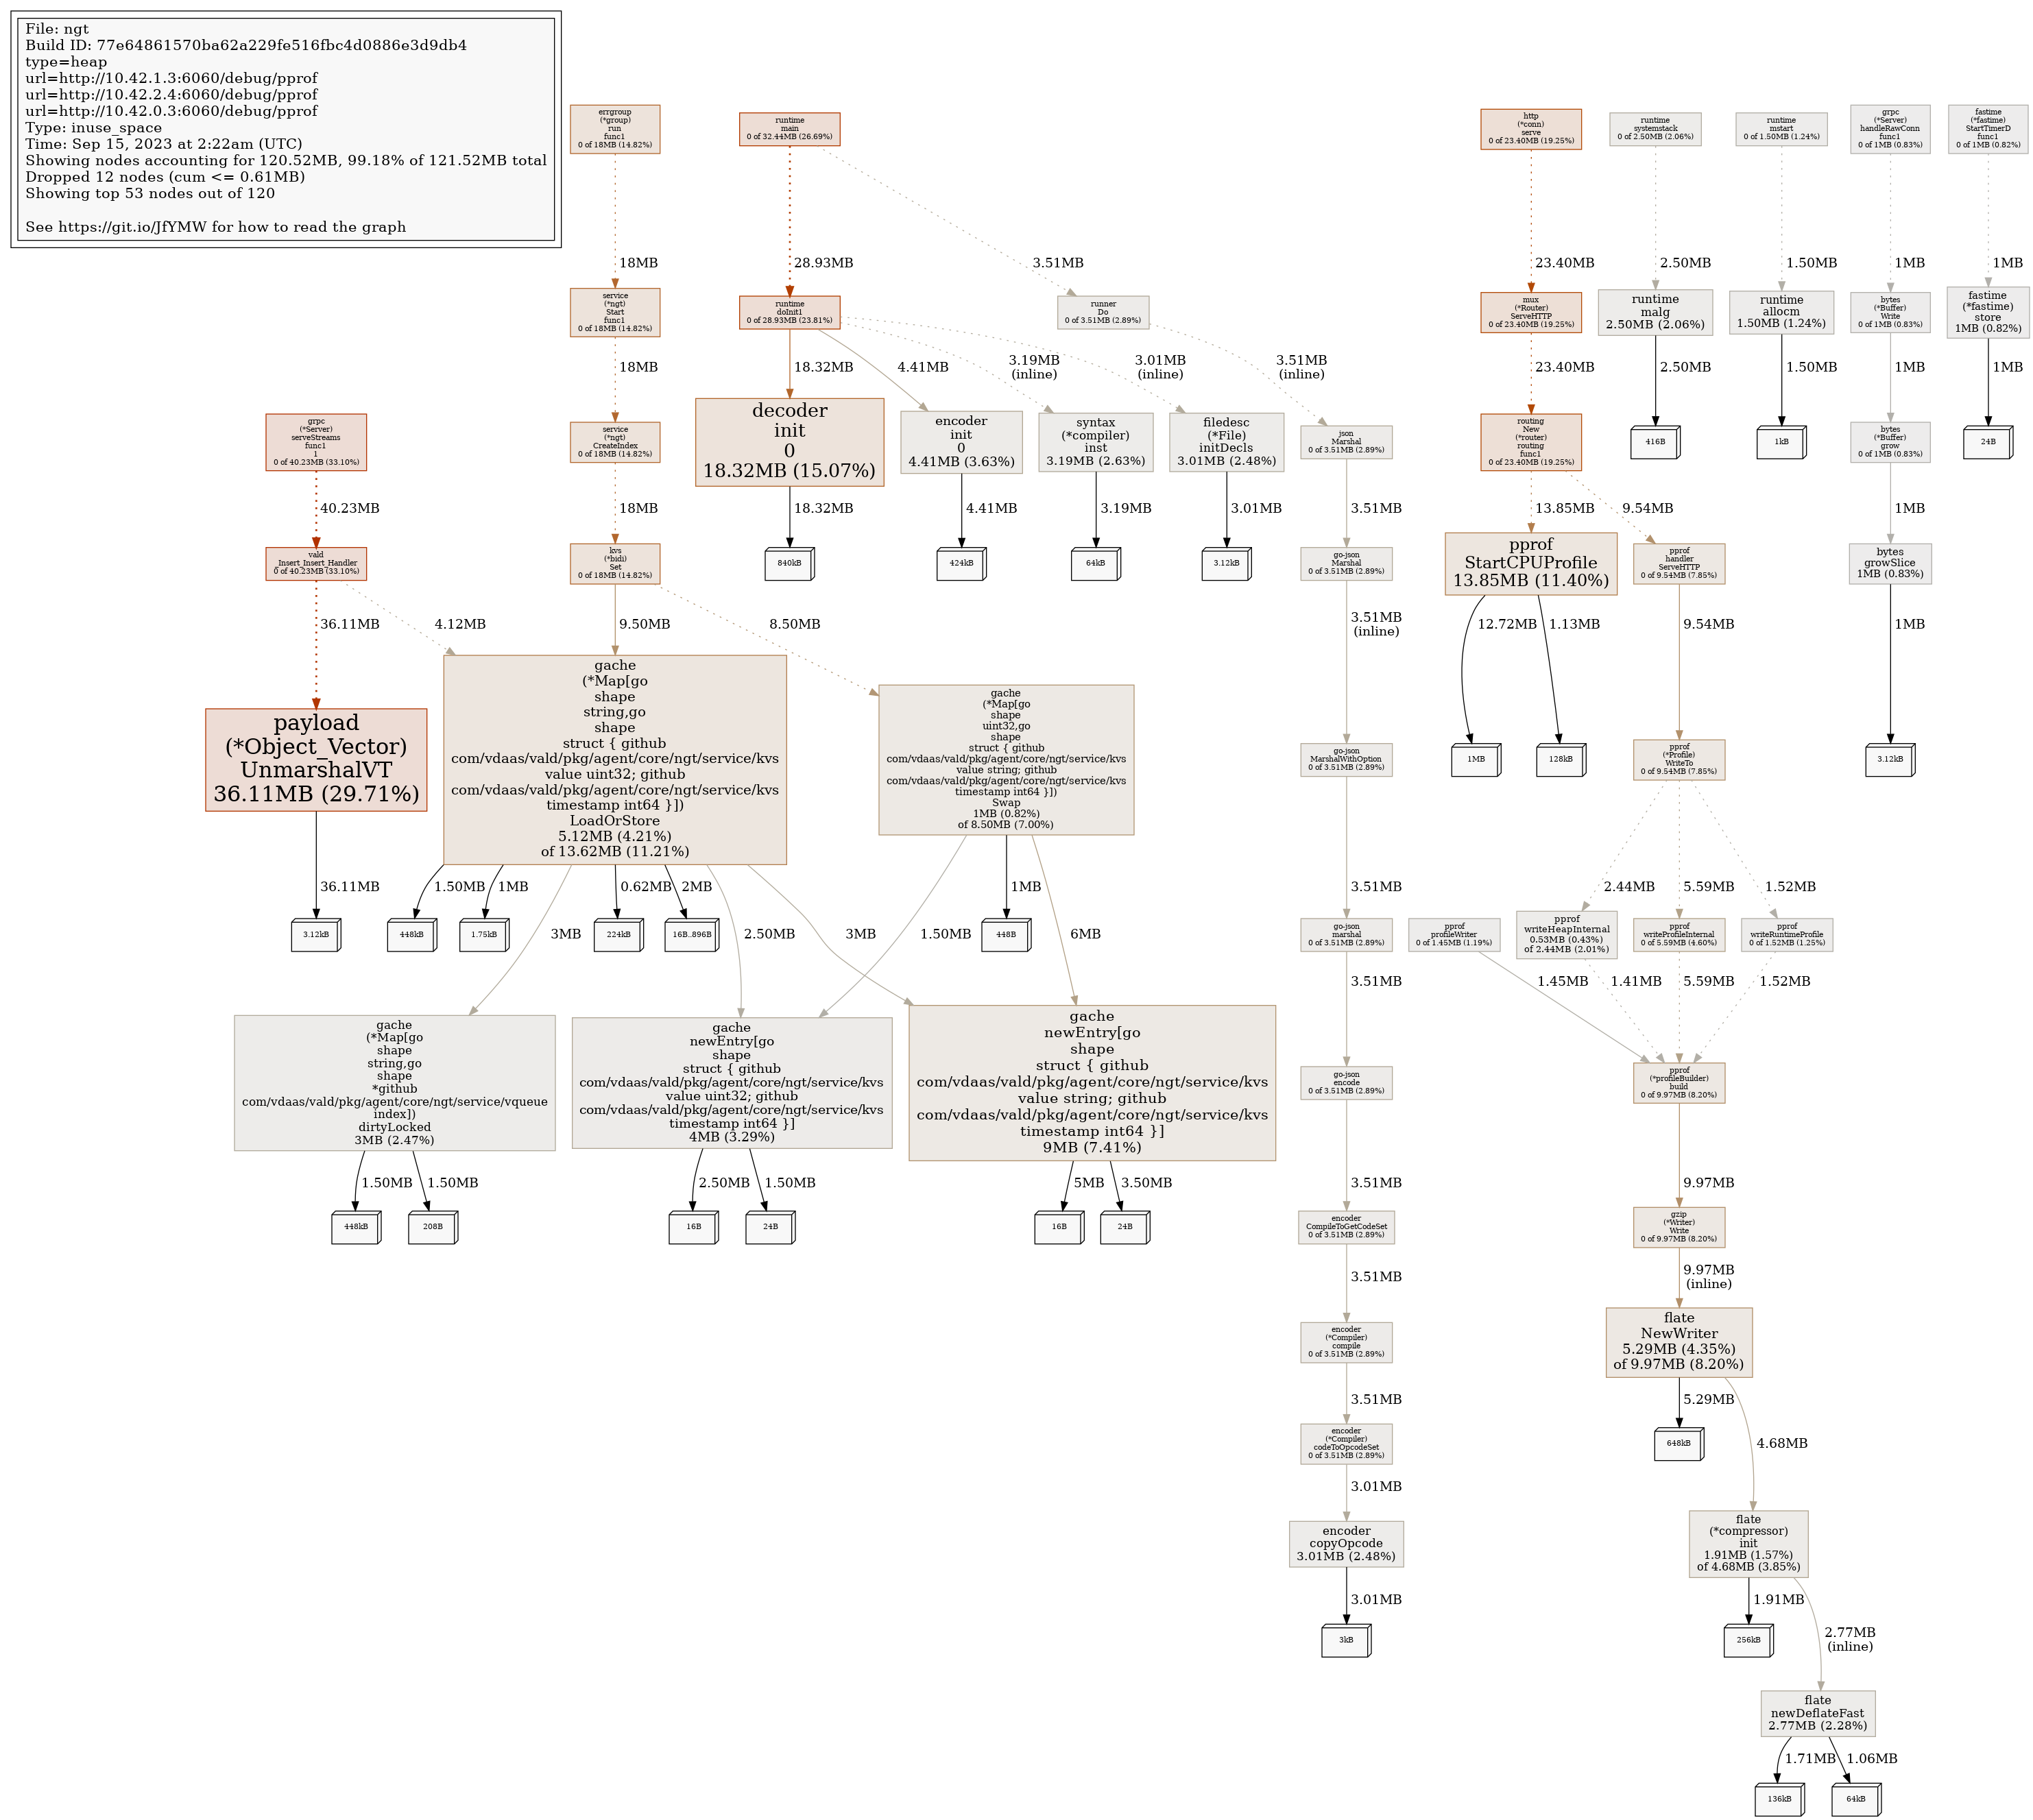 File: ngt
Build ID: 77e64861570ba62a229fe516fbc4d0886e3d9db4
type=heap
url=http://10.42.1.3:6060/debug/pprof
url=http://10.42.2.4:6060/debug/pprof
url=http://10.42.0.3:6060/debug/pprof
Type: inuse_space
Time: Sep 15, 2023 at 2:22am (UTC)
Showing nodes accounting for 120.52MB, 99.18% of 121.52MB total
Dropped 12 nodes (cum <= 0.61MB)
Showing top 53 nodes out of 120
See https://git.io/JfYMW for how to read the graph
errgroup
(*group)
run
func1
0 of 18MB (14.82%)
runtime
main
0 of 32.44MB (26.69%)
http
(*conn)
serve
0 of 23.40MB (19.25%)
runtime
systemstack
0 of 2.50MB (2.06%)
runtime
mstart
0 of 1.50MB (1.24%)
grpc
(*Server)
handleRawConn
func1
0 of 1MB (0.83%)
fastime
(*fastime)
StartTimerD
func1
0 of 1MB (0.82%)
18MB
28.93MB
3.51MB
23.40MB
2.50MB
1.50MB
1MB
1MB
service
(*ngt)
Start
func1
0 of 18MB (14.82%)
runtime
doInit1
0 of 28.93MB (23.81%)
runner
Do
0 of 3.51MB (2.89%)
mux
(*Router)
ServeHTTP
0 of 23.40MB (19.25%)
runtime
malg
2.50MB (2.06%)
runtime
allocm
1.50MB (1.24%)
bytes
(*Buffer)
Write
0 of 1MB (0.83%)
fastime
(*fastime)
store
1MB (0.82%)
18MB
18.32MB
4.41MB
3.19MB
(inline)
3.01MB
(inline)
3.51MB
(inline)
23.40MB
2.50MB
1.50MB
1MB
1MB
grpc
(*Server)
serveStreams
func1
1
0 of 40.23MB (33.10%)
service
(*ngt)
CreateIndex
0 of 18MB (14.82%)
decoder
init
0
18.32MB (15.07%)
encoder
init
0
4.41MB (3.63%)
syntax
(*compiler)
inst
3.19MB (2.63%)
filedesc
(*File)
initDecls
3.01MB (2.48%)
json
Marshal
0 of 3.51MB (2.89%)
routing
New
(*router)
routing
func1
0 of 23.40MB (19.25%)
416B
1kB
bytes
(*Buffer)
grow
0 of 1MB (0.83%)
24B
40.23MB
18MB
18.32MB
4.41MB
3.19MB
3.01MB
3.51MB
13.85MB
9.54MB
1MB
vald
_Insert_Insert_Handler
0 of 40.23MB (33.10%)
kvs
(*bidi)
Set
0 of 18MB (14.82%)
840kB
424kB
64kB
3.12kB
go-json
Marshal
0 of 3.51MB (2.89%)
pprof
StartCPUProfile
13.85MB (11.40%)
pprof
handler
ServeHTTP
0 of 9.54MB (7.85%)
bytes
growSlice
1MB (0.83%)
36.11MB
4.12MB
9.50MB
8.50MB
3.51MB
(inline)
12.72MB
1.13MB
9.54MB
1MB
payload
(*Object_Vector)
UnmarshalVT
36.11MB (29.71%)
gache
(*Map[go
shape
string,go
shape
struct { github
com/vdaas/vald/pkg/agent/core/ngt/service/kvs
value uint32; github
com/vdaas/vald/pkg/agent/core/ngt/service/kvs
timestamp int64 }])
LoadOrStore
5.12MB (4.21%)
of 13.62MB (11.21%)
gache
(*Map[go
shape
uint32,go
shape
struct { github
com/vdaas/vald/pkg/agent/core/ngt/service/kvs
value string; github
com/vdaas/vald/pkg/agent/core/ngt/service/kvs
timestamp int64 }])
Swap
1MB (0.82%)
of 8.50MB (7.00%)
go-json
MarshalWithOption
0 of 3.51MB (2.89%)
1MB
128kB
pprof
(*Profile)
WriteTo
0 of 9.54MB (7.85%)
3.12kB
36.11MB
1.50MB
1MB
3MB
0.62MB
2MB
2.50MB
3MB
1.50MB
1MB
6MB
3.51MB
2.44MB
5.59MB
1.52MB
3.12kB
448kB
1.75kB
224kB
16B..896B
448B
go-json
marshal
0 of 3.51MB (2.89%)
pprof
profileWriter
0 of 1.45MB (1.19%)
pprof
writeHeapInternal
0.53MB (0.43%)
of 2.44MB (2.01%)
pprof
writeProfileInternal
0 of 5.59MB (4.60%)
pprof
writeRuntimeProfile
0 of 1.52MB (1.25%)
3.51MB
1.45MB
1.41MB
5.59MB
1.52MB
gache
(*Map[go
shape
string,go
shape
*github
com/vdaas/vald/pkg/agent/core/ngt/service/vqueue
index])
dirtyLocked
3MB (2.47%)
gache
newEntry[go
shape
struct { github
com/vdaas/vald/pkg/agent/core/ngt/service/kvs
value uint32; github
com/vdaas/vald/pkg/agent/core/ngt/service/kvs
timestamp int64 }]
4MB (3.29%)
gache
newEntry[go
shape
struct { github
com/vdaas/vald/pkg/agent/core/ngt/service/kvs
value string; github
com/vdaas/vald/pkg/agent/core/ngt/service/kvs
timestamp int64 }]
9MB (7.41%)
go-json
encode
0 of 3.51MB (2.89%)
pprof
(*profileBuilder)
build
0 of 9.97MB (8.20%)
1.50MB
1.50MB
2.50MB
1.50MB
5MB
3.50MB
3.51MB
9.97MB
448kB
208B
16B
24B
16B
24B
encoder
CompileToGetCodeSet
0 of 3.51MB (2.89%)
gzip
(*Writer)
Write
0 of 9.97MB (8.20%)
3.51MB
9.97MB
(inline)
encoder
(*Compiler)
compile
0 of 3.51MB (2.89%)
flate
NewWriter
5.29MB (4.35%)
of 9.97MB (8.20%)
3.51MB
5.29MB
encoder
(*Compiler)
codeToOpcodeSet
0 of 3.51MB (2.89%)
648kB
4.68MB
3.01MB
encoder
copyOpcode
3.01MB (2.48%)
flate
(*compressor)
init
1.91MB (1.57%)
of 4.68MB (3.85%)
3.01MB
1.91MB
3kB
256kB
2.77MB
(inline)
flate
newDeflateFast
2.77MB (2.28%)
1.71MB
1.06MB
136kB
64kB